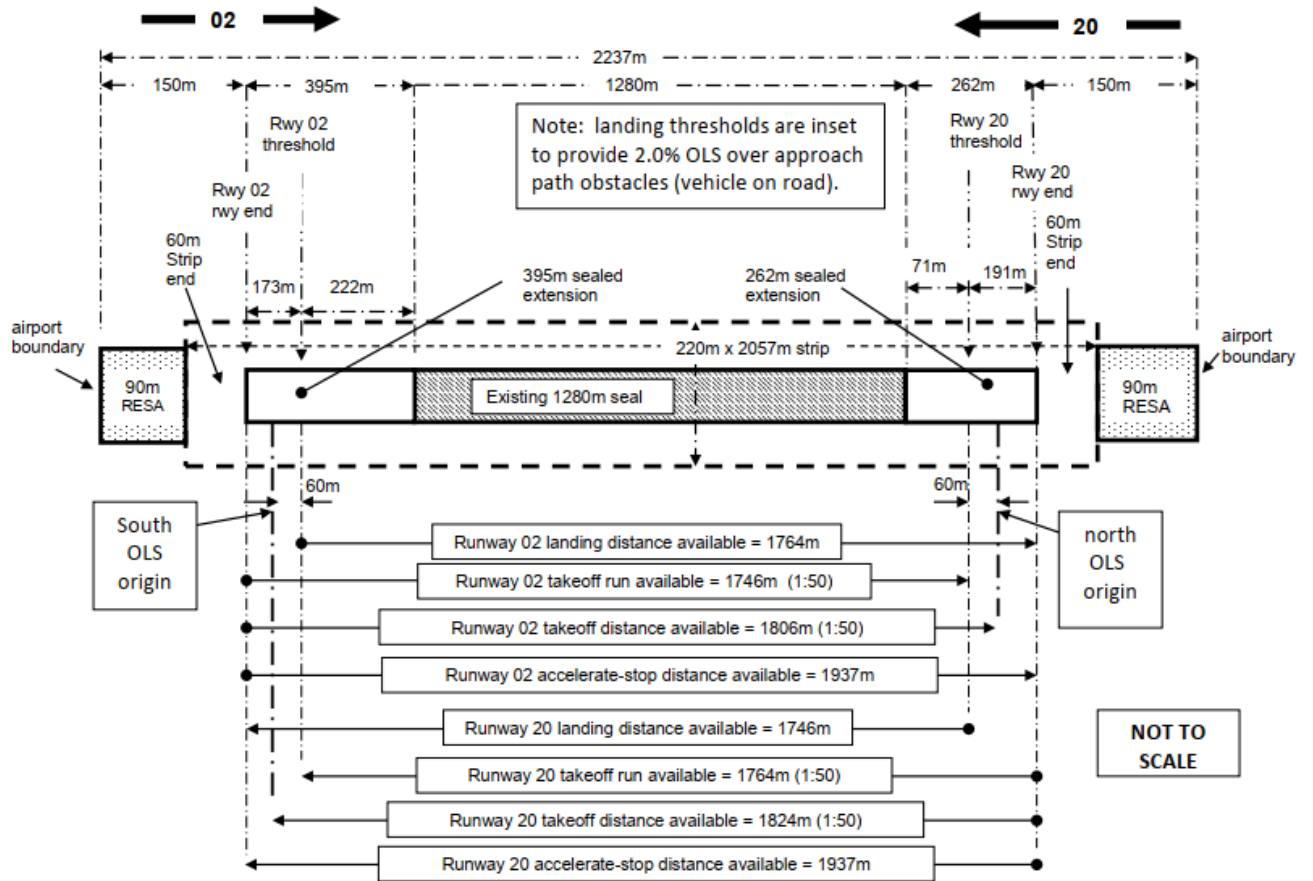 02
20
2237m
150m
395m
1280m
262m
150m
Rwy 02
threshold
Note: landing thresholds are inset
to provide 2.0% OLS over approach
path obstacles (vehicle on road).
Rwy 20
threshold
Rwy 02
rwy end
Rwy 20
rwy end
60m
Strip
end
60m
Strip
end
173m
222m
395m sealed
extension
262m sealed
extension
71m
191m
airport
boundary
220m x 2057m strip
airport
boundary
90m
RESA
Existing 1280m seal
90m
RESA
60m
60m
South
OLS
origin
north
OLS
origin
Runway 02 landing distance available = 1764m
Runway 02 takeoff run available = 1746m (1:50)
Runway 02 takeoff distance available = 1806m (1:50)
Runway 02 accelerate-stop distance available = 1937m
Runway 20 landing distance available = 1746m
Runway 20 takeoff run available = 1764m (1:50)
Runway 20 takeoff distance available = 1824m (1:50)
Runway 20 accelerate-stop distance available = 1937m
NOT TO
SCALE